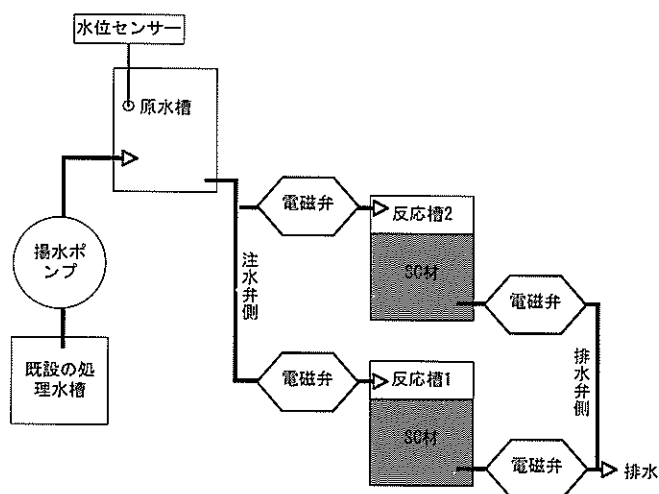 水位センサー
原水槽
電磁弁
反応槽2
揚水ポ
ンプ
注水弁側
SC材
電磁弁
既設の処
理水槽
電磁弁
反応槽1
排水弁側
SC材
電磁弁
排水